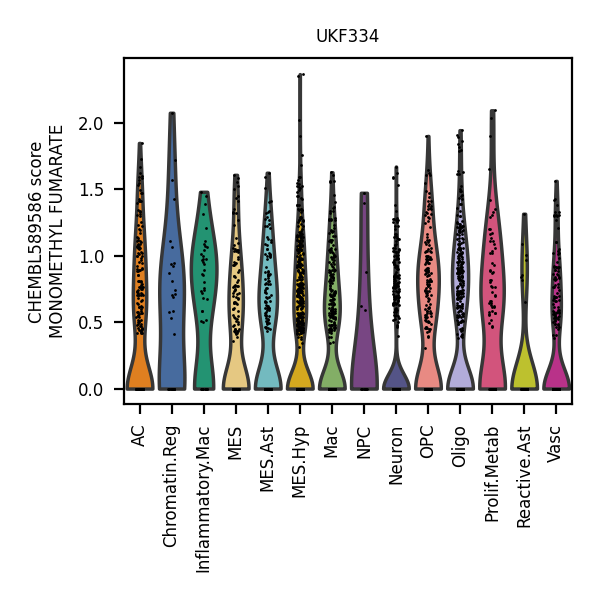 UKF334
CHEMBL589586 score
MONOMETHYL FUMARATE
2.0
1.5
1.0
0.5
0.0
AC
Chromatin.Reg
Inflammatory.Mac
MES
MES.Ast
MES.Hyp
Mac
NPC
Neuron
OPC
Oligo
Prolif.Metab
Reactive.Ast
Vasc